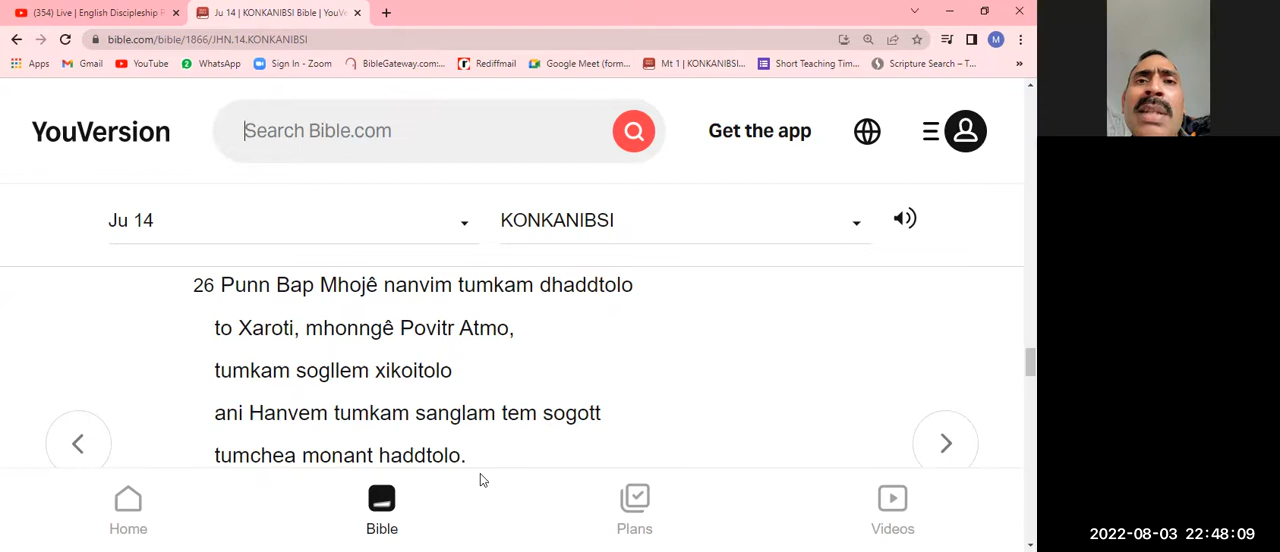 (354) Live | English Discipleship
Ju 14 | KONKANIBSI Bible | YouVe
bible.com/bible/1866/JHN.14.KONKANIBSI
M
Apps Gmail YouTube WhatsApp Sign In - Zoom BibleGateway.com:... Rediffmail Google Meet (form... Mt 1 | KONKANIBSI... Short Teaching Tim... Scripture Search – T... »
YouVersion Search Bible.com Get the app
Ju 14 KONKANIBSI
26 Punn Bap Mhojê nanvim tumkam dhaddtolo
to Xaroti, mhonngê Povitr Atmo,
tumkam sogllem xikoitolo
ani Hanvem tumkam sanglam tem sogott
tumchea monant haddtolo.
Home Bible Plans Videos
2022-08-03 22:48:09